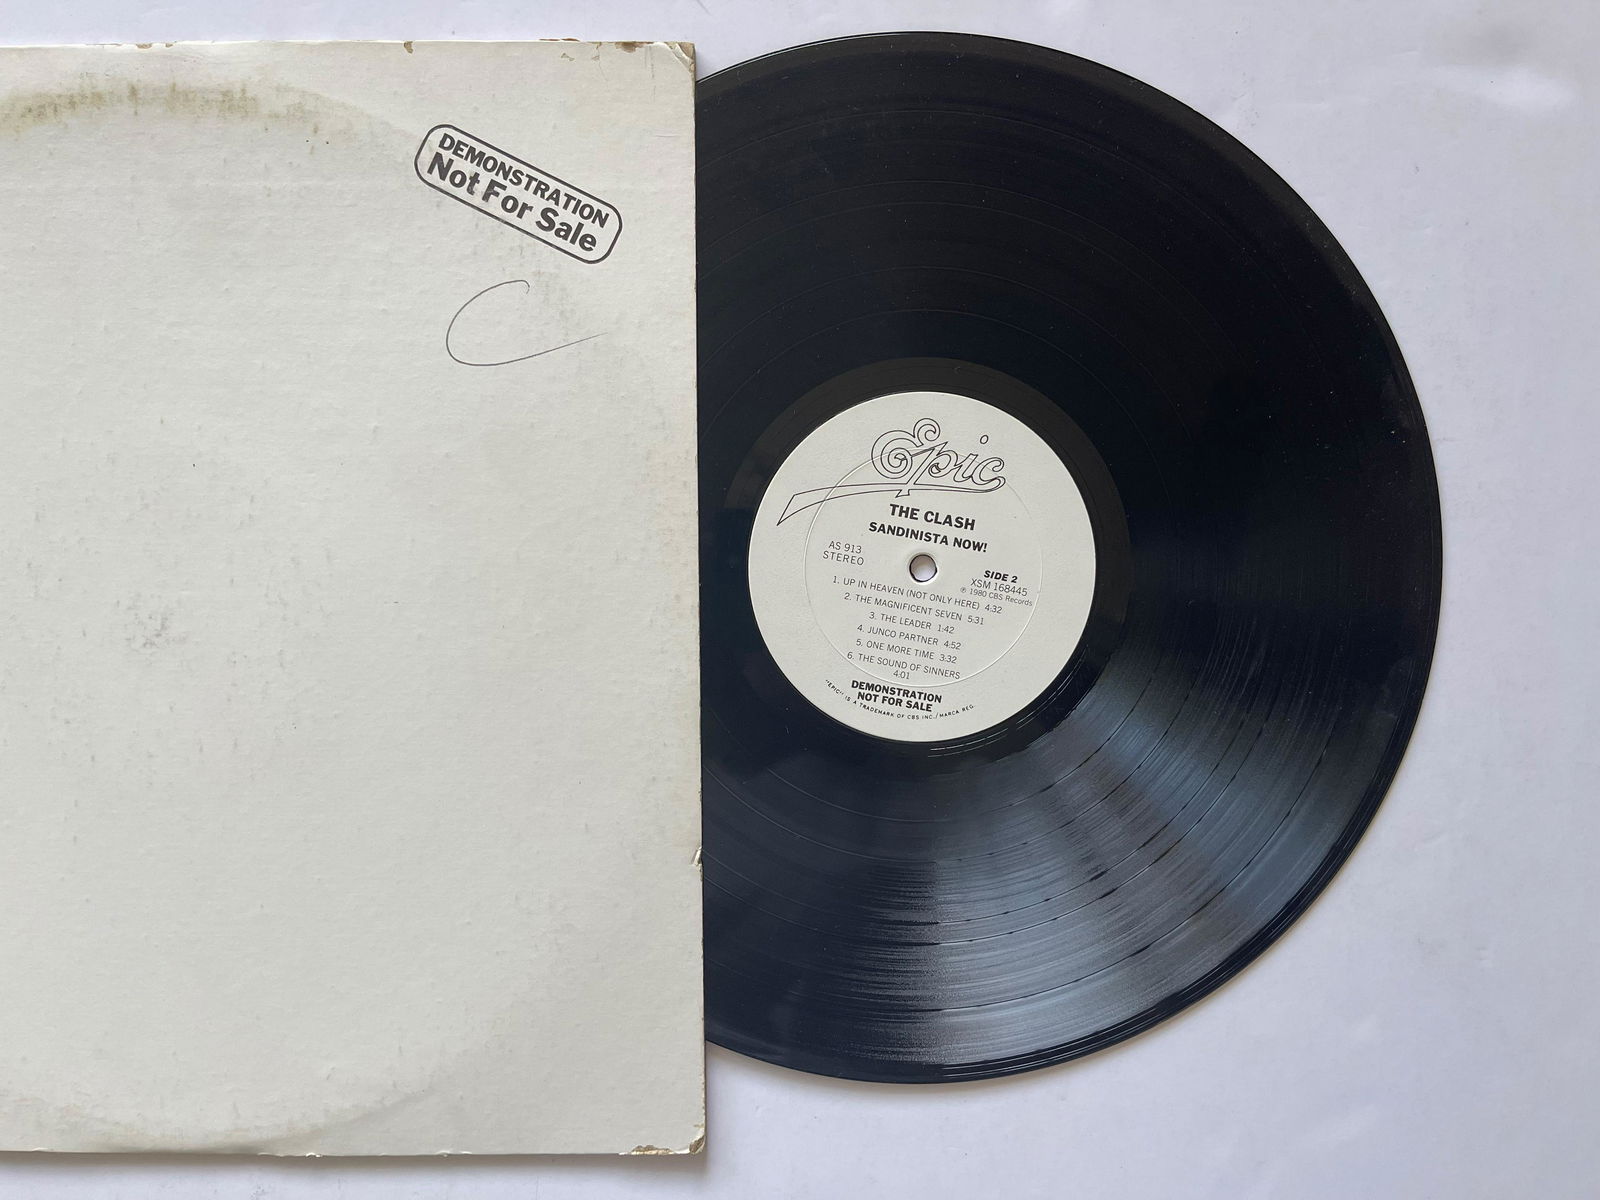 DEMONSTRATION
Not For Sale
C
Epic
THE CLASH
SANDINISTA NOW!
AS 913
STEREO
SIDE 2
XSM 168445
℗ 1980 CBS Records
1. UP IN HEAVEN (NOT ONLY HERE) 4:32
2. THE MAGNIFICENT SEVEN 5:31
3. THE LEADER 1:42
4. JUNCO PARTNER 4:52
5. ONE MORE TIME 3:32
6. THE SOUND OF SINNERS
4:01
DEMONSTRATION
NOT FOR SALE
"EPIC" IS A TRADEMARK OF CBS INC./MARCA REG.